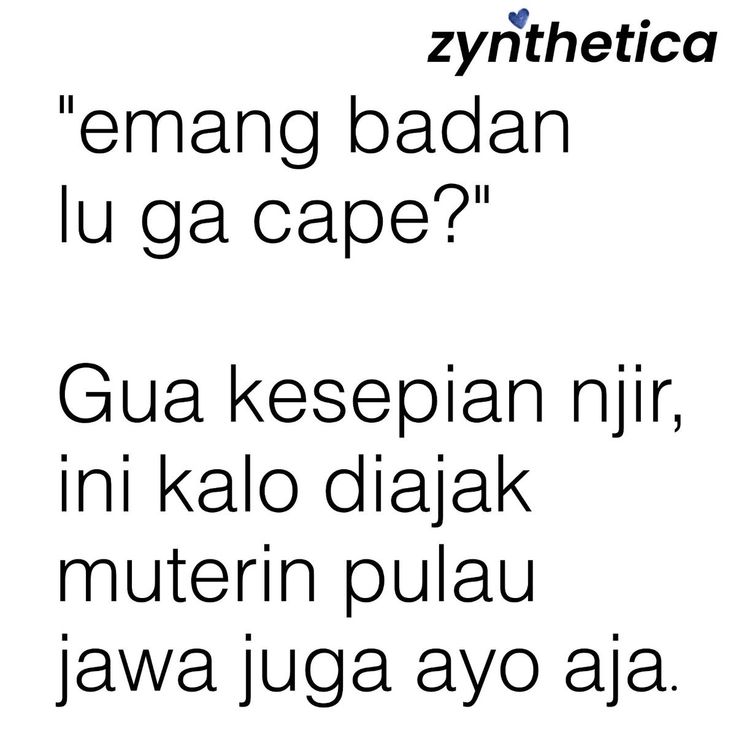 zynthetica
"emang badan
lu ga cape?"
Gua kesepian njir,
ini kalo diajak
muterin pulau
jawa juga ayo aja.